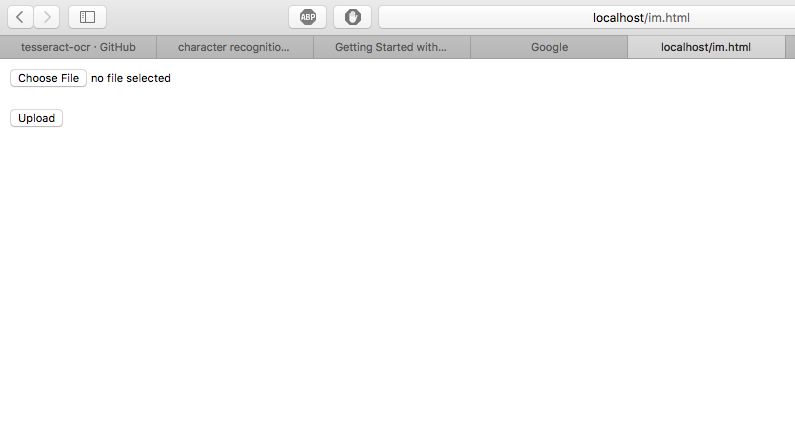 ABP
localhost/im.html
tesseract-ocr · GitHub
character recognitio...
Getting Started with...
Google
localhost/im.html
Choose File no file selected
Upload